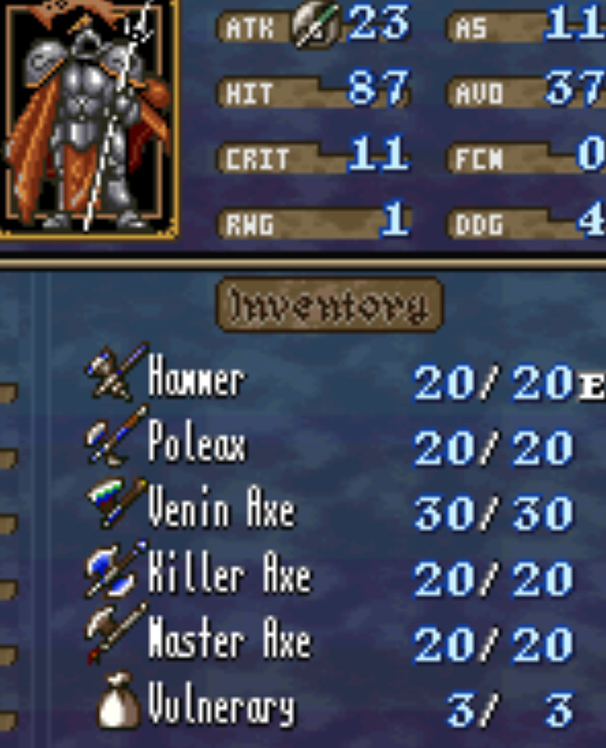 ATK 23 AS 11
HIT 87 AVO 37
CRIT 11 FCM 0
RNG 1 DDG 4
Inventory
Hammer 20/20 E
Poleax 20/20
Venin Axe 30/30
Killer Axe 20/20
Master Axe 20/20
Vulnerary 3/ 3